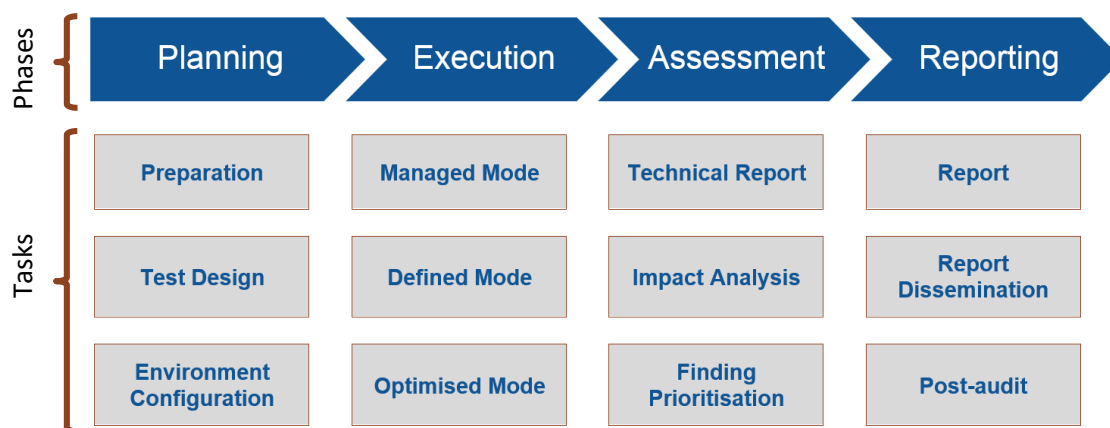 Phases
Planning
Execution
Assessment
Reporting
Tasks
Preparation
Managed Mode
Technical Report
Report
Test Design
Defined Mode
Impact Analysis
Report
Dissemination
Environment
Configuration
Optimised Mode
Finding
Prioritisation
Post-audit